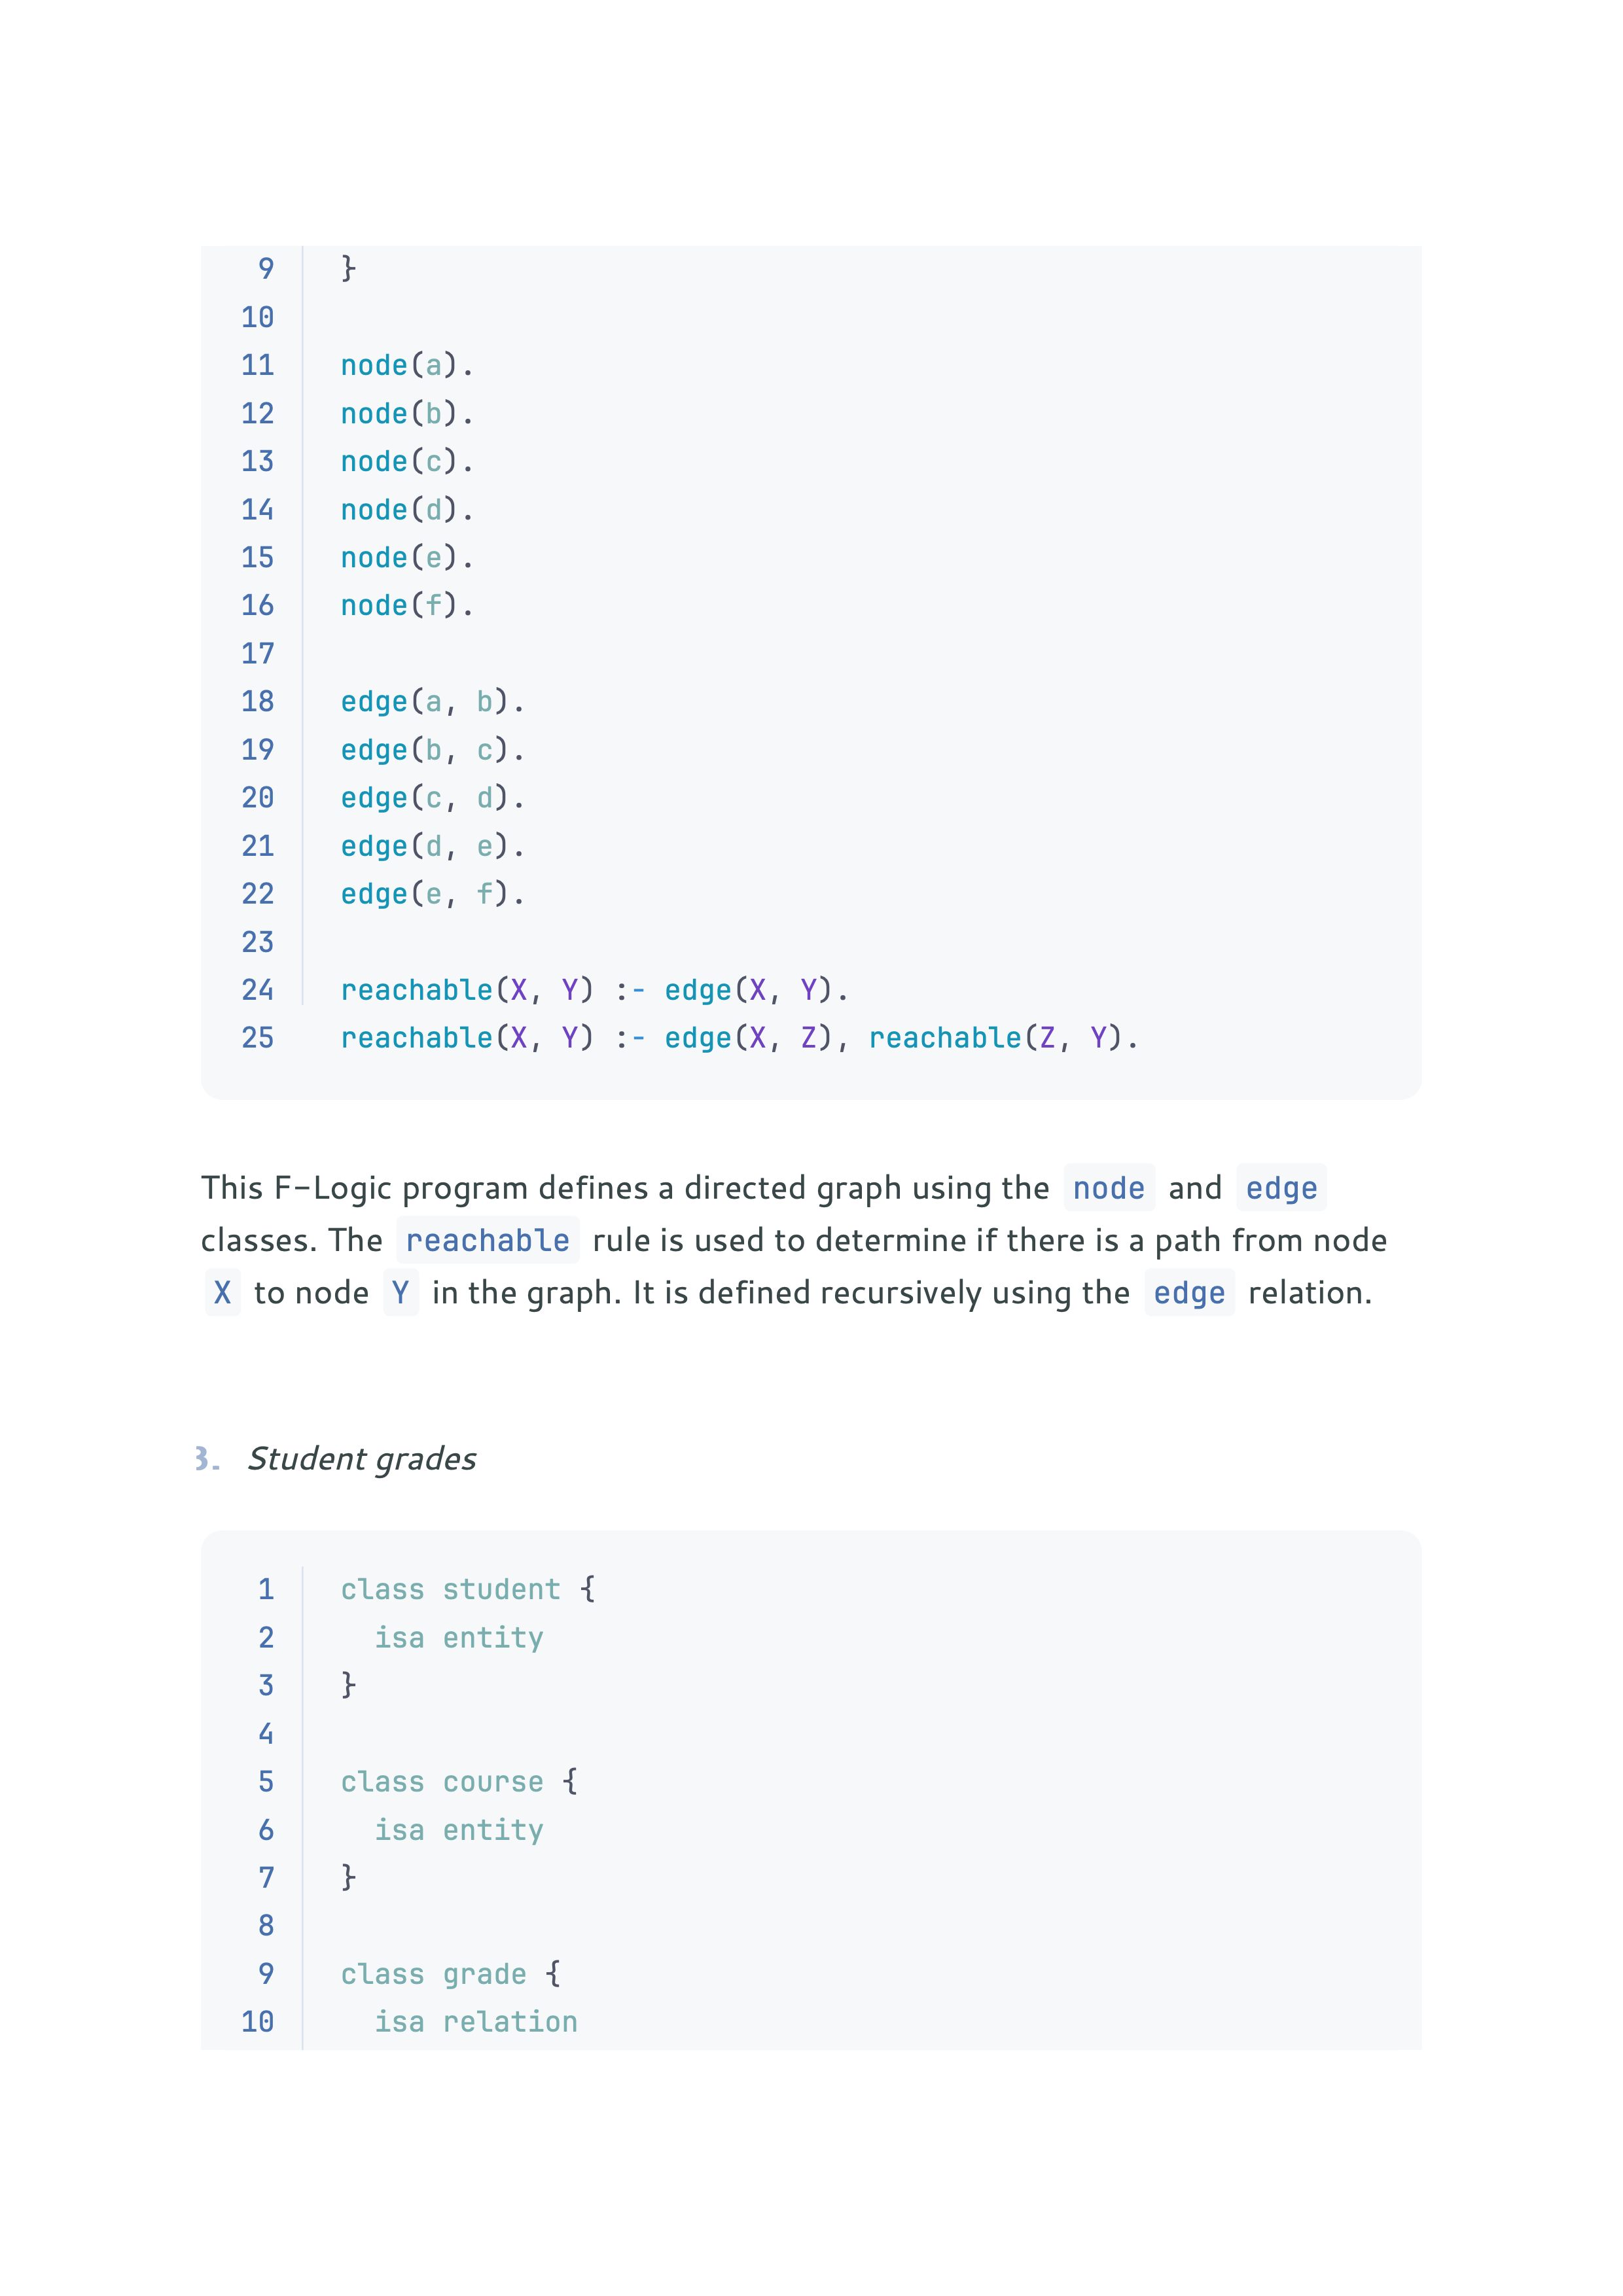 9 }
10
11 node(a).
12 node(b).
13 node(c).
14 node(d).
15 node(e).
16 node(f).
17
18 edge(a, b).
19 edge(b, c).
20 edge(c, d).
21 edge(d, e).
22 edge(e, f).
23
24 reachable(X, Y) :- edge(X, Y).
25 reachable(X, Y) :- edge(X, Z), reachable(Z, Y).
This F-Logic program defines a directed graph using the node and edge
classes. The reachable rule is used to determine if there is a path from node
X to node Y in the graph. It is defined recursively using the edge relation.
3. Student grades
1 class student {
2   isa entity
3 }
4
5 class course {
6   isa entity
7 }
8
9 class grade {
10   isa relation